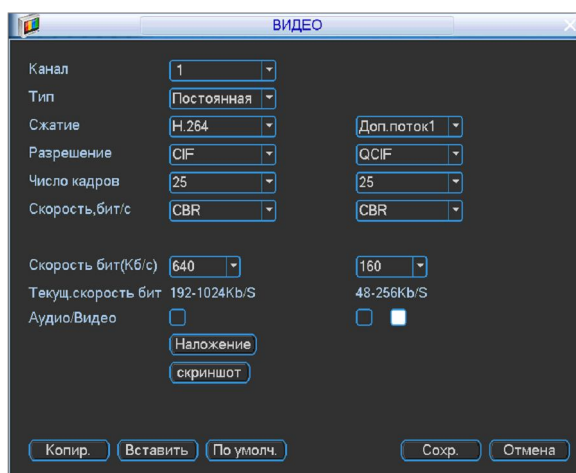 ВИДЕО
Канал 1
Тип Постоянная
Сжатие H.264 Доп.поток1
Разрешение CIF QCIF
Число кадров 25 25
Скорость,бит/с CBR CBR
Скорость бит(Кб/с) 640 160
Текущ.скорость бит 192-1024Kb/S 48-256Kb/S
Аудио/Видео
Наложение
скриншот
Копир. Вставить По умолч. Сохр. Отмена